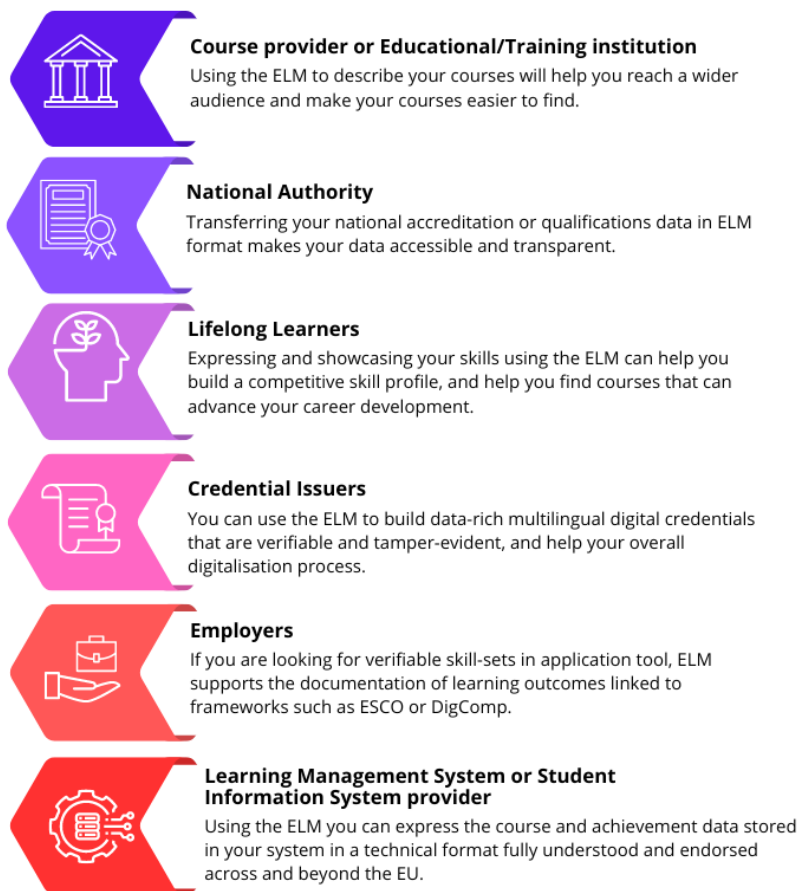 Course provider or Educational/Training institution
Using the ELM to describe your courses will help you reach a wider
audience and make your courses easier to find.
National Authority
Transferring your national accreditation or qualifications data in ELM
format makes your data accessible and transparent.
Lifelong Learners
Expressing and showcasing your skills using the ELM can help you
build a competitive skill profile, and help you find courses that can
advance your career development.
Credential Issuers
You can use the ELM to build data-rich multilingual digital credentials
that are verifiable and tamper-evident, and help your overall
digitalisation process.
Employers
If you are looking for verifiable skill-sets in application tool, ELM
supports the documentation of learning outcomes linked to
frameworks such as ESCO or DigComp.
Learning Management System or Student
Information System provider
Using the ELM you can express the course and achievement data stored
in your system in a technical format fully understood and endorsed
across and beyond the EU.